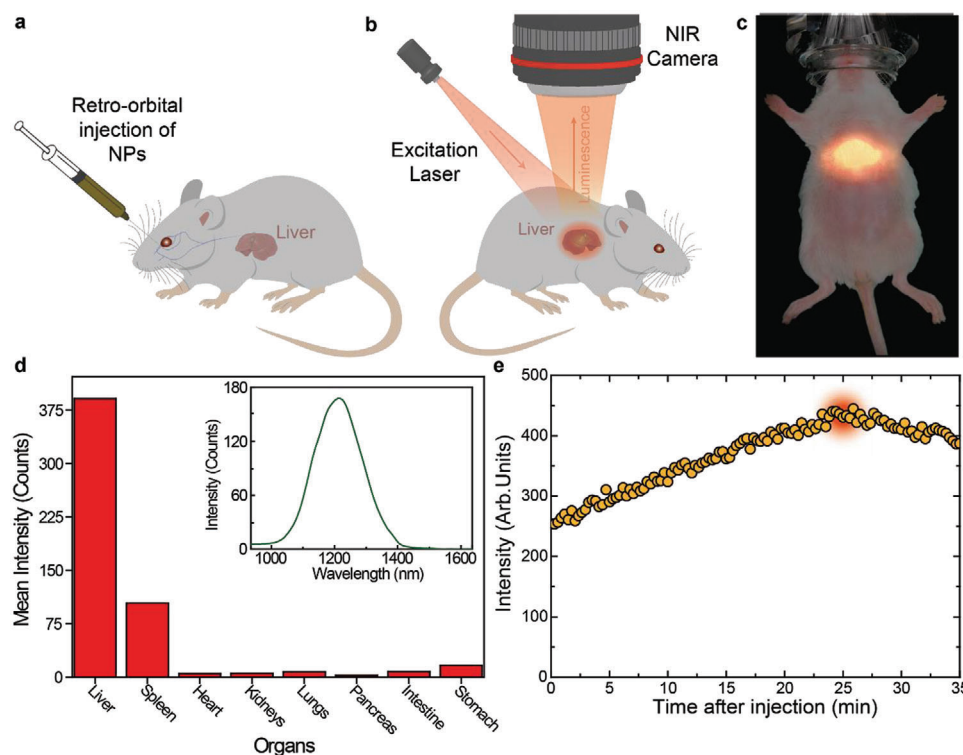 a
Retro-orbital
injection of
NPs
Liver
b
NIR
Camera
Excitation
Laser
Luminescence
Liver
c
d
Mean Intensity (Counts)
375
300
225
150
75
0
Liver
Spleen
Heart
Kidneys
Lungs
Pancreas
Intestine
Stomach
Organs
Intensity (Counts)
180
120
60
0
1000
1200
1400
1600
Wavelength (nm)
e
Intensity (Arb.Units)
500
400
300
200
100
0
0
5
10
15
20
25
30
35
Time after injection (min)